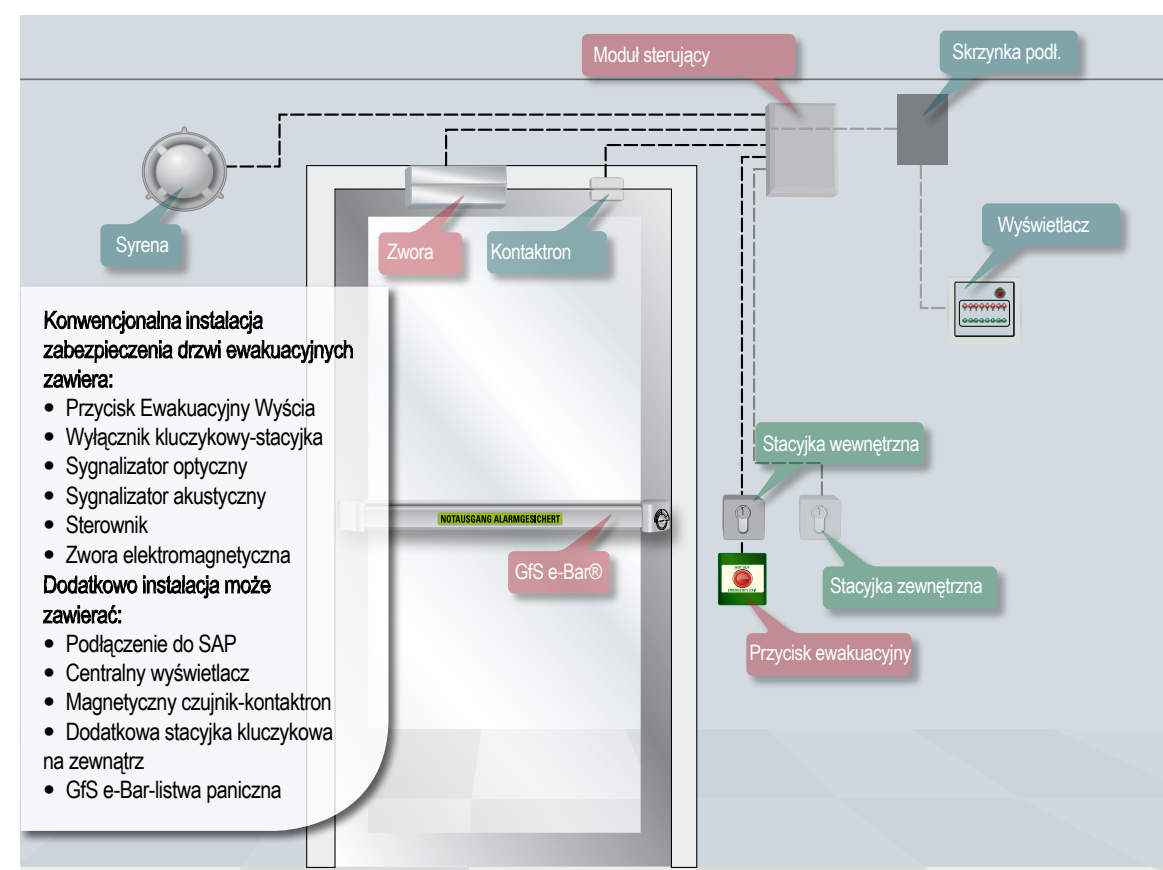 Moduł sterujący
Skrzynka podł.
Syrena
Zwora
Kontaktron
Wyświetlacz
Konwencjonalna instalacja
zabezpieczenia drzwi ewakuacyjnych
zawiera:
• Przycisk Ewakuacyjny Wyścia
• Wyłącznik kluczykowy-stacyjka
• Sygnalizator optyczny
• Sygnalizator akustyczny
• Sterownik
• Zwora elektromagnetyczna
Dodatkowo instalacja może
zawierać:
• Podłączenie do SAP
• Centralny wyświetlacz
• Magnetyczny czujnik-kontaktron
• Dodatkowa stacyjka kluczykowa
na zewnątrz
• GfS e-Bar-listwa paniczna
NOTAUSGANG ALARMGESICHERT
GfS e-Bar®
Stacyjka wewnętrzna
Stacyjka zewnętrzna
Przycisk ewakuacyjny